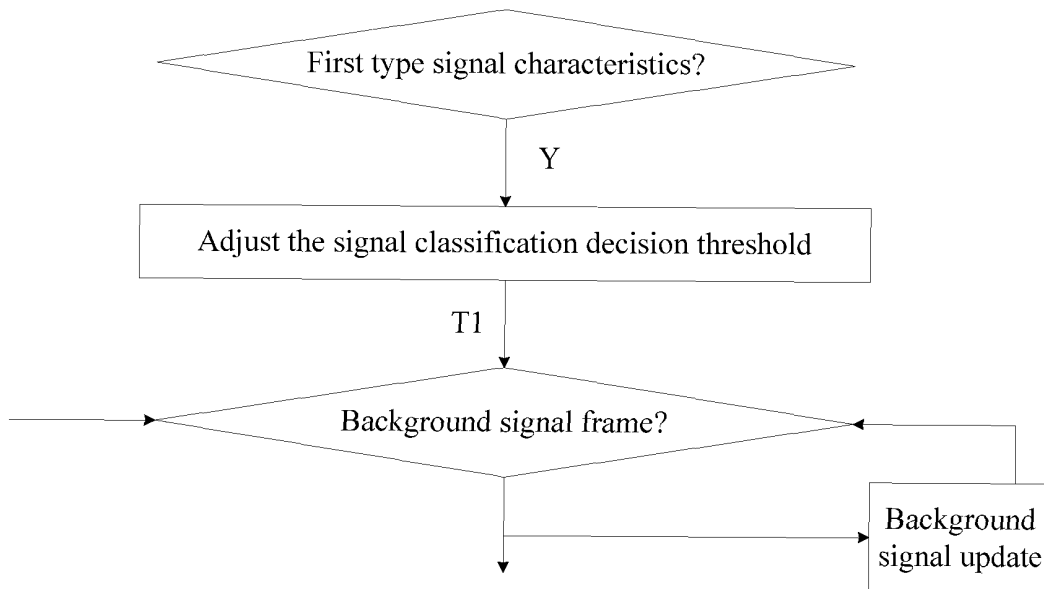 First type signal characteristics?
Y
Adjust the signal classification decision threshold
T1
Background signal frame?
Background
signal update